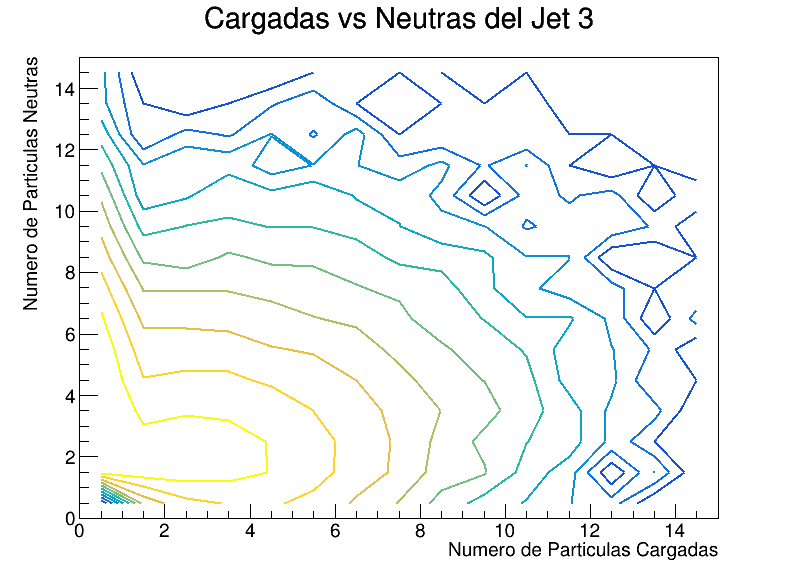 Cargadas vs Neutras del Jet 3
Numero de Particulas Neutras
14
12
10
8
6
4
2
0
0 2 4 6 8 10 12 14
Numero de Particulas Cargadas